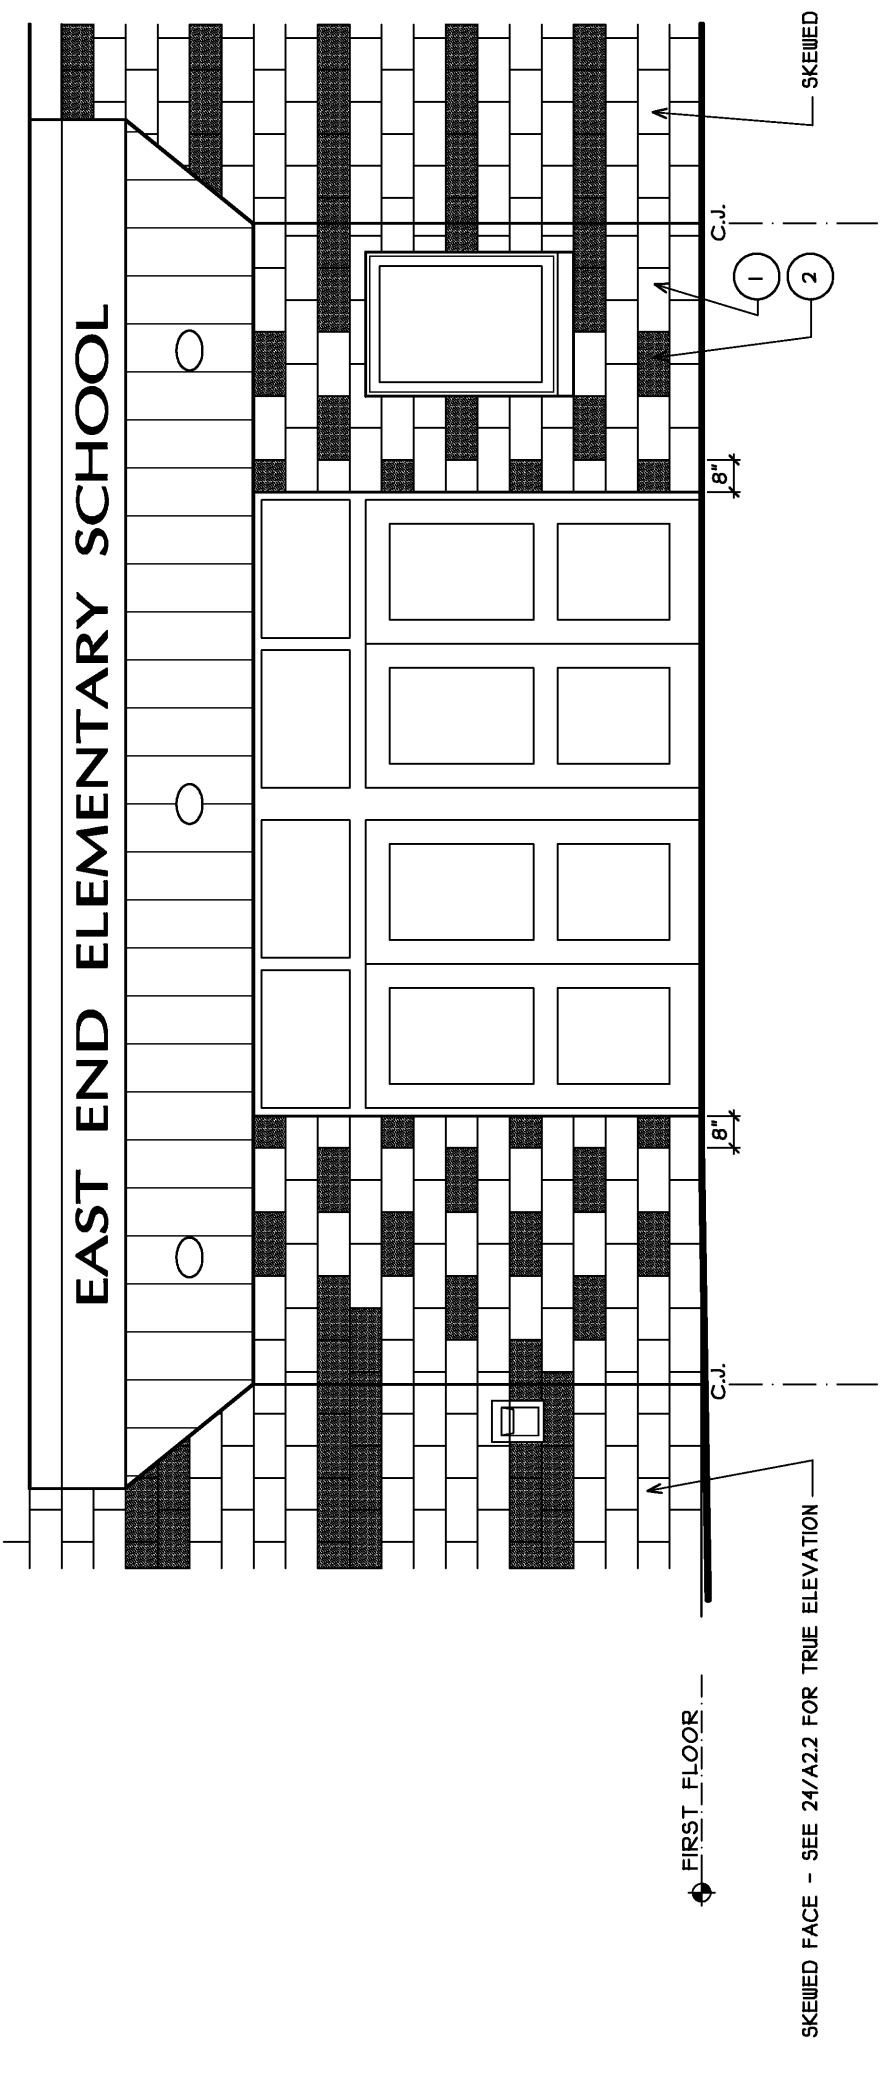 EAST END ELEMENTARY SCHOOL
8"
8"
C.J.
C.J.
1
2
FIRST FLOOR
SKEWED FACE - SEE 24/A2.2 FOR TRUE ELEVATION
SKEWED